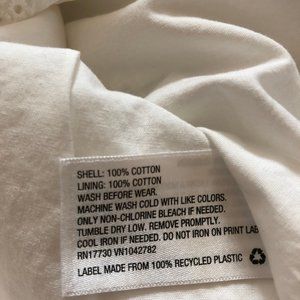 SHELL: 100% COTTON
LINING: 100% COTTON
WASH BEFORE WEAR.
MACHINE WASH COLD WITH LIKE COLORS.
ONLY NON-CHLORINE BLEACH IF NEEDED.
TUMBLE DRY LOW. REMOVE PROMPTLY.
COOL IRON IF NEEDED. DO NOT IRON ON PRINT LAB
RN17730 VN1042782
LABEL MADE FROM 100% RECYCLED PLASTIC